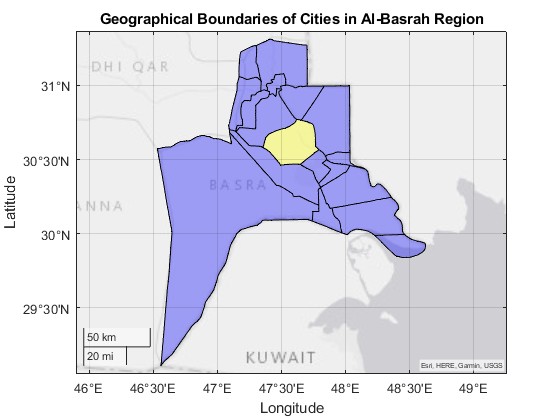 Geographical Boundaries of Cities in Al-Basrah Region
DHI QAR
31°N
30°30'N
BASRA
ANNA
30°N
29°30'N
Latitude
50 km
20 mi
KUWAIT
Esri, HERE, Garmin, USGS
46°E 46°30'E 47°E 47°30'E 48°E 48°30'E 49°E
Longitude